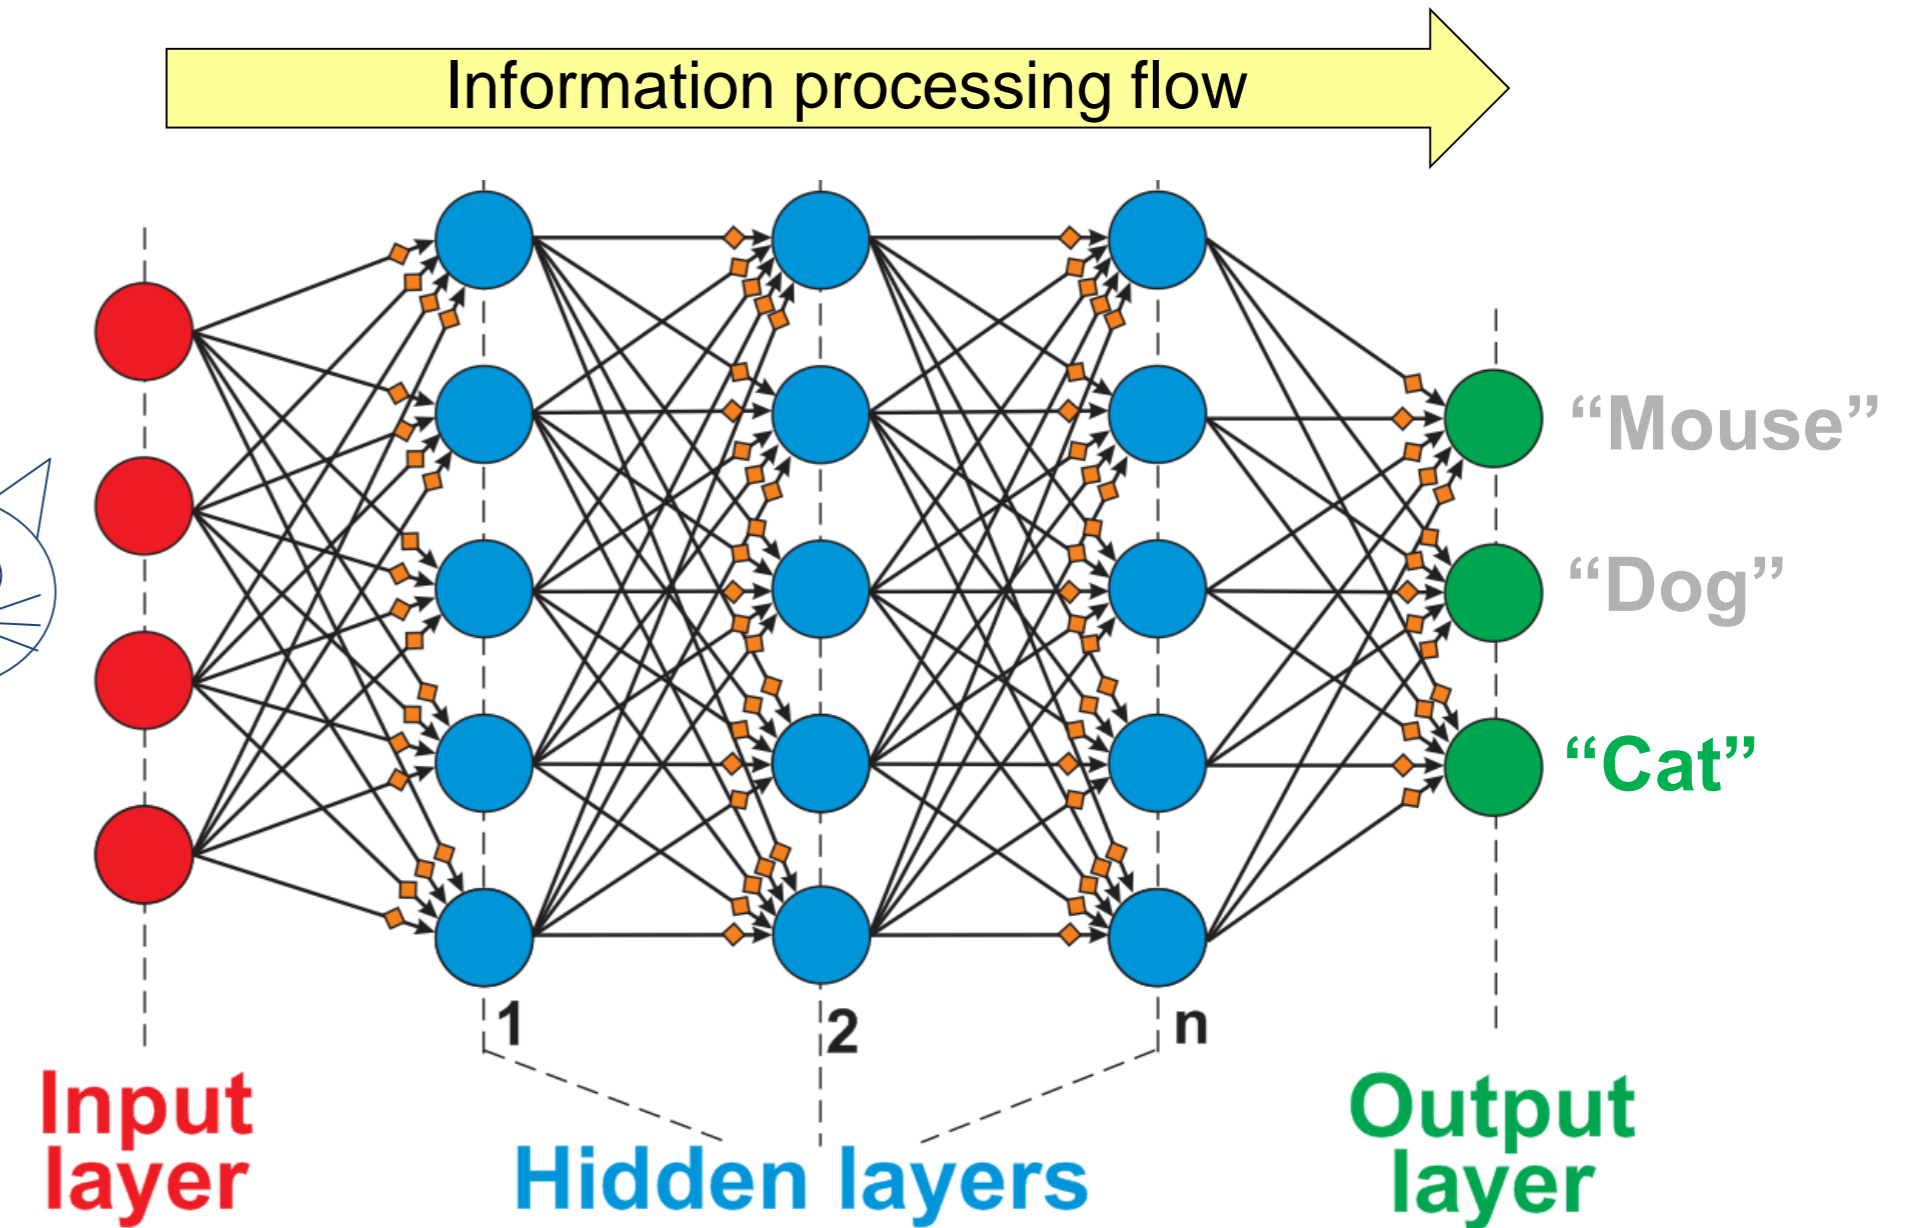 Information processing flow
“Mouse”
“Dog”
“Cat”
1
2
n
Input
layer
Hidden layers
Output
layer